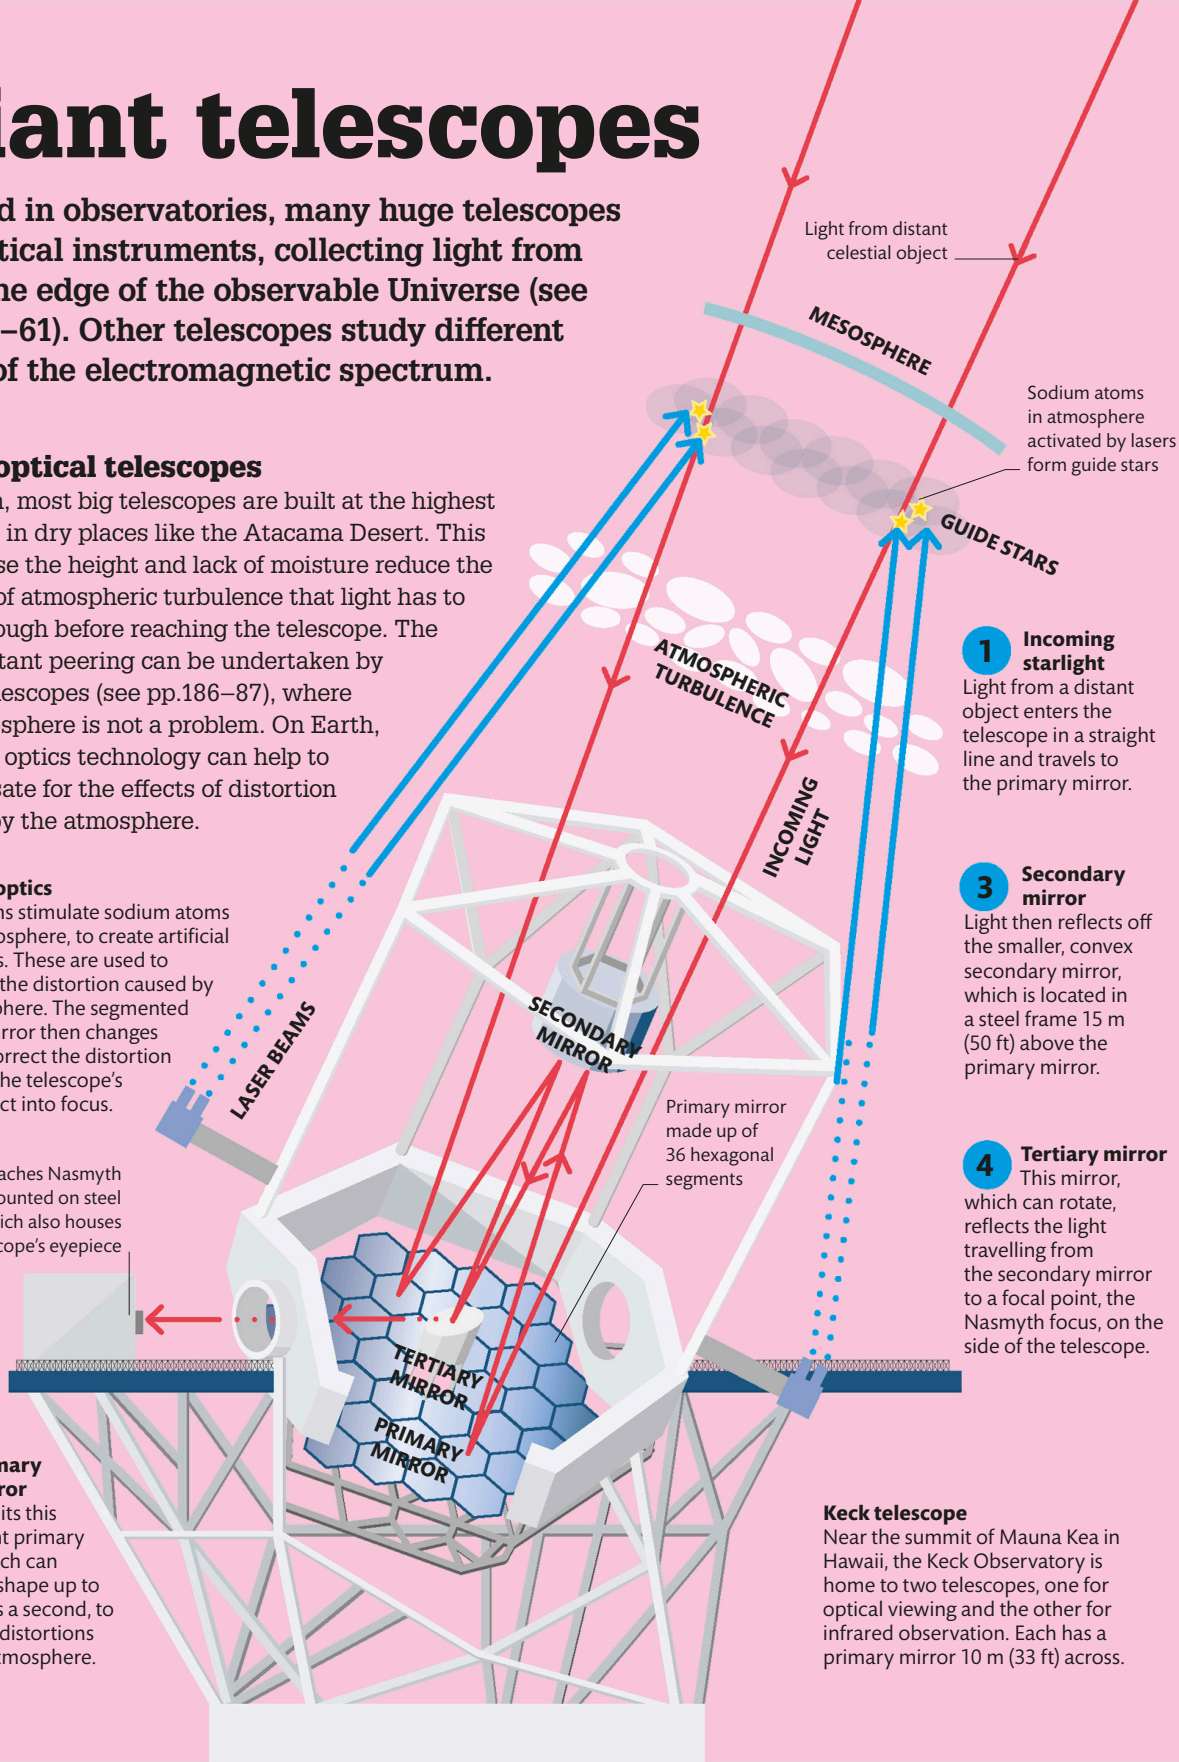 iant telescopes
d in observatories, many huge telescopes
tical instruments, collecting light from
he edge of the observable Universe (see
–61). Other telescopes study different
of the electromagnetic spectrum.
optical telescopes
, most big telescopes are built at the highest
in dry places like the Atacama Desert. This
se the height and lack of moisture reduce the
of atmospheric turbulence that light has to
ough before reaching the telescope. The
tant peering can be undertaken by
lescopes (see pp.186–87), where
osphere is not a problem. On Earth,
optics technology can help to
sate for the effects of distortion
by the atmosphere.
optics
ns stimulate sodium atoms
osphere, to create artificial
s. These are used to
the distortion caused by
phere. The segmented
rror then changes
orrect the distortion
he telescope's
ct into focus.
aches Nasmyth
ounted on steel
ich also houses
cope's eyepiece
mary
ror
its this
nt primary
ch can
shape up to
s a second, to
distortions
tmosphere.
Light from distant
celestial object
MESOSPHERE
Sodium atoms
in atmosphere
activated by lasers
form guide stars
GUIDE STARS
ATMOSPHERIC
TURBULENCE
INCOMING
LIGHT
LASER BEAMS
SECONDARY
MIRROR
Primary mirror
made up of
36 hexagonal
segments
TERTIARY
MIRROR
PRIMARY
MIRROR
1 Incoming
starlight
Light from a distant
object enters the
telescope in a straight
line and travels to
the primary mirror.
3 Secondary
mirror
Light then reflects off
the smaller, convex
secondary mirror,
which is located in
a steel frame 15 m
(50 ft) above the
primary mirror.
4 Tertiary mirror
This mirror,
which can rotate,
reflects the light
travelling from
the secondary mirror
to a focal point, the
Nasmyth focus, on the
side of the telescope.
Keck telescope
Near the summit of Mauna Kea in
Hawaii, the Keck Observatory is
home to two telescopes, one for
optical viewing and the other for
infrared observation. Each has a
primary mirror 10 m (33 ft) across.